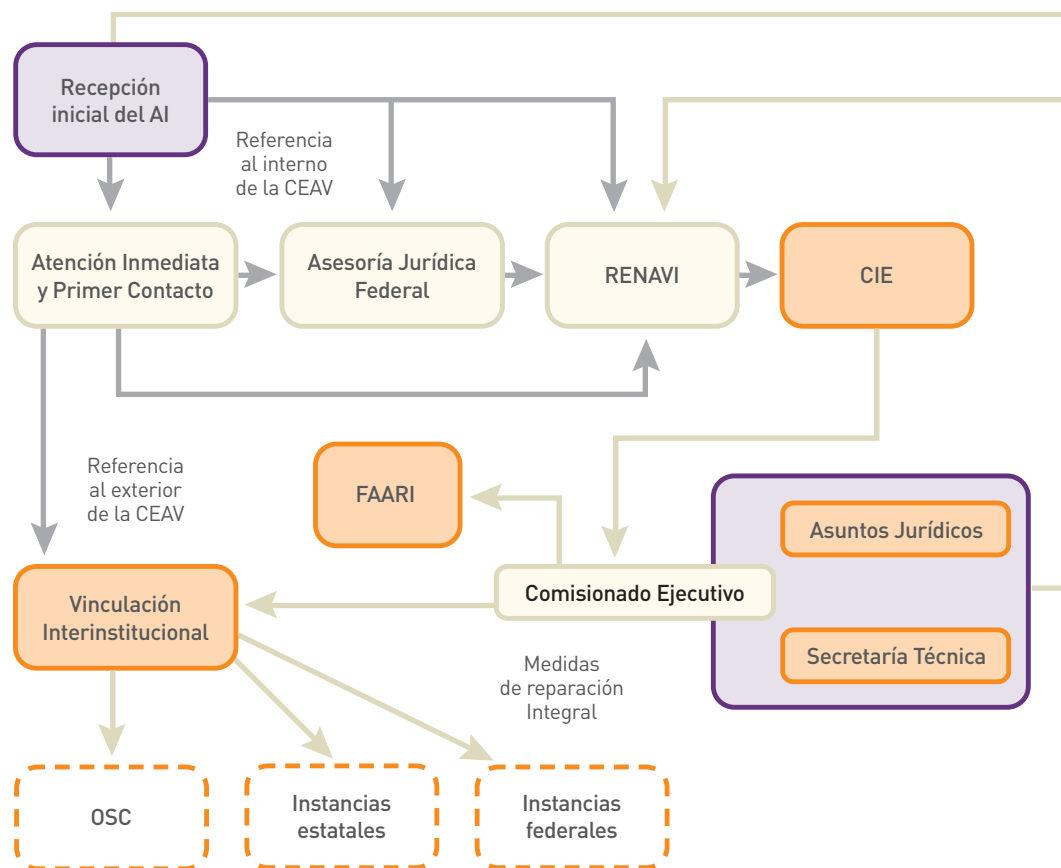 Recepción
inicial del AI
Referencia
al interno
de la CEAV
Atención Inmediata
y Primer Contacto
Asesoría Jurídica
Federal
RENAVI
CIE
Referencia
al exterior
de la CEAV
FAARI
Asuntos Jurídicos
Comisionado Ejecutivo
Secretaría Técnica
Vinculación
Interinstitucional
Medidas
de reparación
Integral
OSC
Instancias
estatales
Instancias
federales